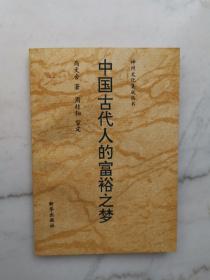 神州文化集成丛书
中国古代人的富裕之梦
尚文舍 著
周桂钿 审定
新华出版社